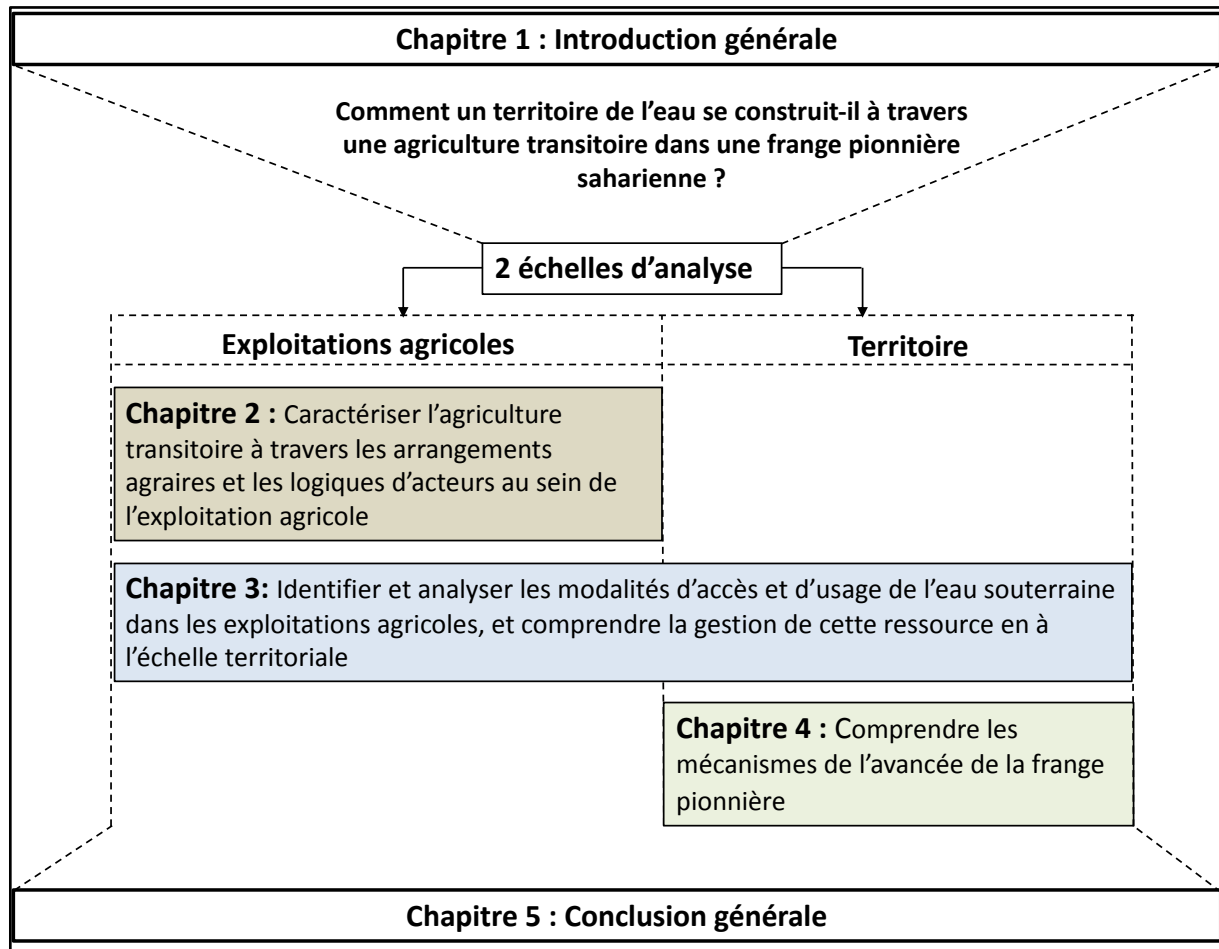 Chapitre 1 : Introduction générale
Comment un territoire de l’eau se construit-il à travers
une agriculture transitoire dans une frange pionnière
saharienne ?
2 échelles d’analyse
Exploitations agricoles
Territoire
Chapitre 2 : Caractériser l’agriculture
transitoire à travers les arrangements
agraires et les logiques d’acteurs au sein de
l’exploitation agricole
Chapitre 3: Identifier et analyser les modalités d’accès et d’usage de l’eau souterraine
dans les exploitations agricoles, et comprendre la gestion de cette ressource en à
l’échelle territoriale
Chapitre 4 : Comprendre les
mécanismes de l’avancée de la frange
pionnière
Chapitre 5 : Conclusion générale